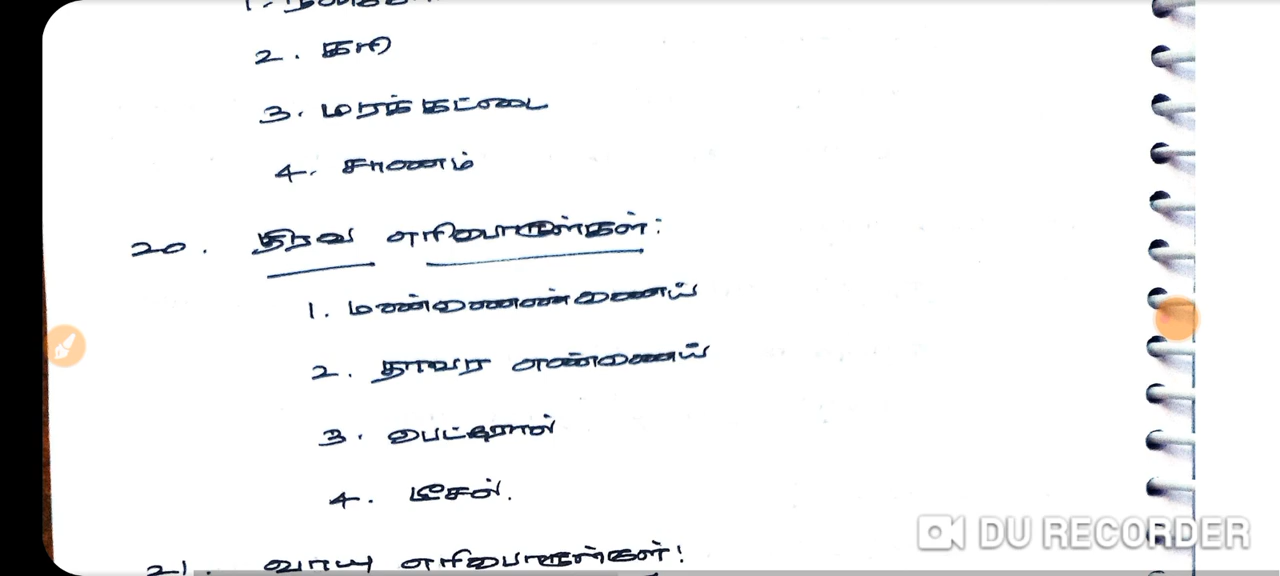 2. கரி
3. மரக்கட்டை
4. சாணம்
20. திரவ எரிபொருள்கள்:
1. மண்ணெண்ணைய்
2. தாவர எண்ணைய்
3. பெட்ரோல்
4. டீசல்.
21. வாயு எரிபொருள்கள்!
DU RECORDER